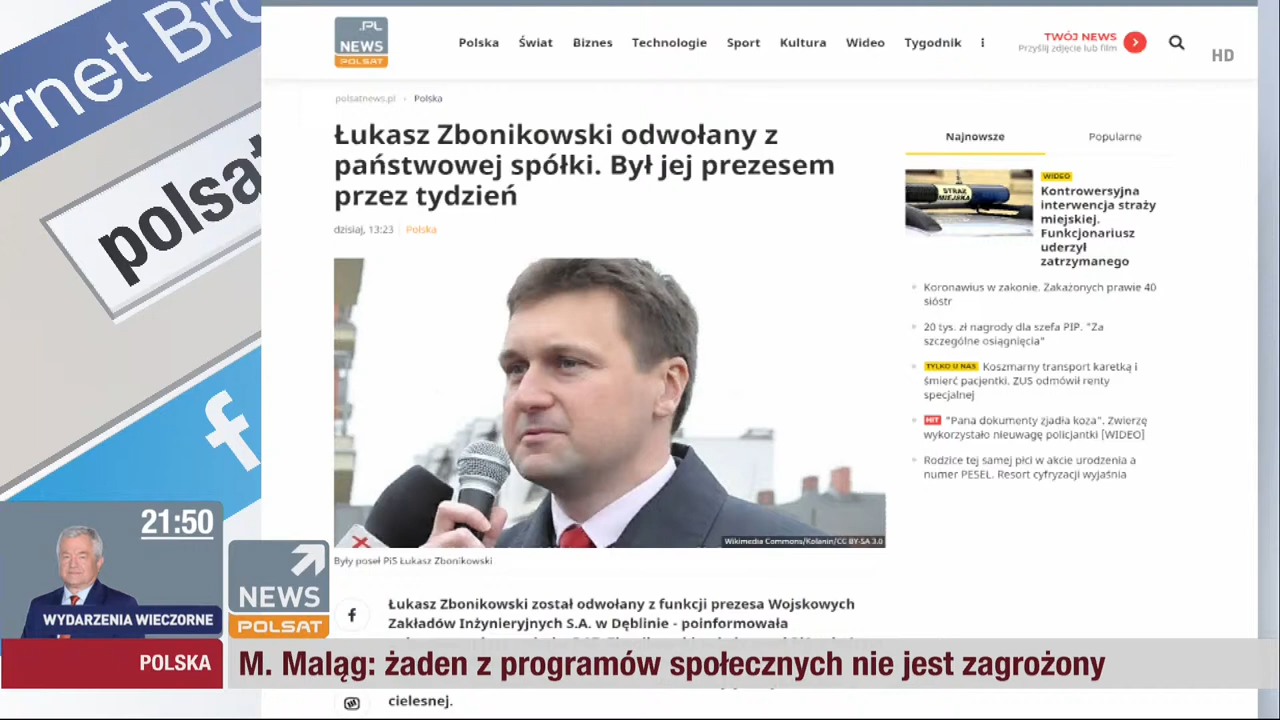 ernet Bro
polsat
.PL
NEWS
POLSAT
Polska
Świat
Biznes
Technologie
Sport
Kultura
Wideo
Tygodnik
TWÓJ NEWS
Przyślij zdjęcie lub film
HD
polsatnews.pl › Polska
Łukasz Zbonikowski odwołany z
państwowej spółki. Był jej prezesem
przez tydzień
dzisiaj, 13:23 | Polska
Wikimedia Commons/Kolanin/CC BY-SA 3.0
Były poseł PiS Łukasz Zbonikowski
f
Łukasz Zbonikowski został odwołany z funkcji prezesa Wojskowych
Zakładów Inżynieryjnych S.A. w Dęblinie - poinformowała
cielesnej.
Najnowsze
Popularne
WIDEO
Kontrowersyjna
interwencja straży
miejskiej.
Funkcjonariusz
uderzył
zatrzymanego
STRAŻ
MIEJSKA
Koronawius w zakonie. Zakażonych prawie 40
sióstr
20 tys. zł nagrody dla szefa PIP. "Za
szczególne osiągnięcia"
TYLKO U NAS Koszmarny transport karetką i
śmierć pacjentki. ZUS odmówił renty
specjalnej
HIT "Pana dokumenty zjadła koza". Zwierzę
wykorzystało nieuwagę policjantki [WIDEO]
Rodzice tej samej płci w akcie urodzenia a
numer PESEL. Resort cyfryzacji wyjaśnia
f
21:50
WYDARZENIA WIECZORNE
NEWS
POLSAT
POLSKA
M. Maląg: żaden z programów społecznych nie jest zagrożony